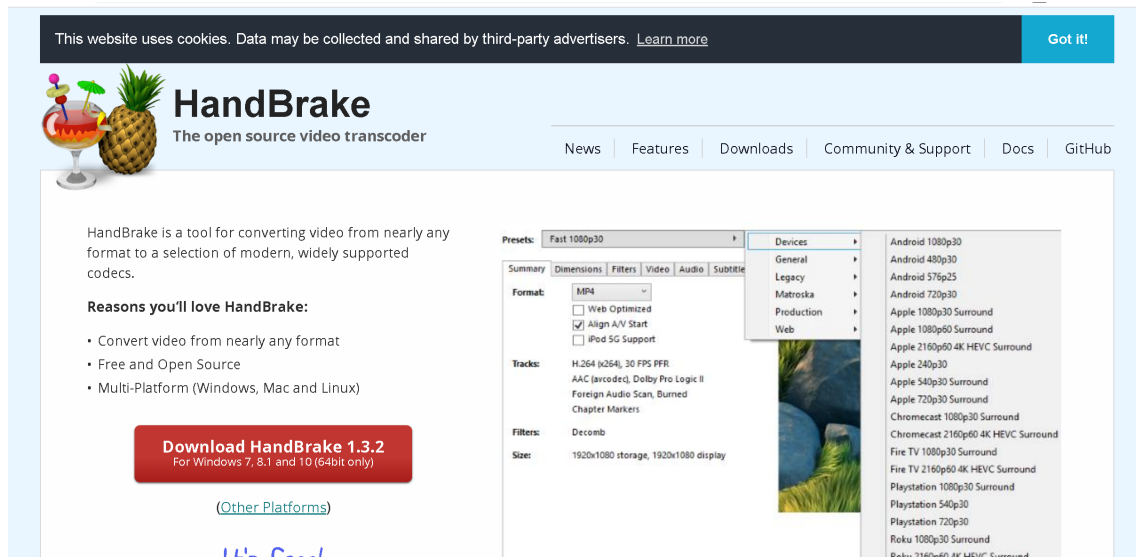 This website uses cookies. Data may be collected and shared by third-party advertisers. Learn more
Got it!
HandBrake
The open source video transcoder
News
Features
Downloads
Community & Support
Docs
GitHub
HandBrake is a tool for converting video from nearly any
format to a selection of modern, widely supported
codecs.
Reasons you'll love HandBrake:
• Convert video from nearly any format
• Free and Open Source
• Multi-Platform (Windows, Mac and Linux)
Download HandBrake 1.3.2
For Windows 7, 8.1 and 10 (64bit only)
(Other Platforms)
Presets: Fast 1080p30
Summary Dimensions Filters Video Audio Subtitle
Format: MP4
Web Optimized
Align A/V Start
iPod 5G Support
Tracks: H.264 (x264), 30 FPS PFR
AAC (avcodec), Dolby Pro Logic II
Foreign Audio Scan, Burned
Chapter Markers
Filters: Decomb
Size: 1920x1080 storage, 1920x1080 display
Devices
General
Legacy
Matroska
Production
Web
Android 1080p30
Android 480p30
Android 576p25
Android 720p30
Apple 1080p30 Surround
Apple 1080p60 Surround
Apple 2160p60 4K HEVC Surround
Apple 240p30
Apple 540p30 Surround
Apple 720p30 Surround
Chromecast 1080p30 Surround
Chromecast 2160p60 4K HEVC Surround
Fire TV 1080p30 Surround
Fire TV 2160p60 4K HEVC Surround
Playstation 1080p30 Surround
Playstation 540p30
Playstation 720p30
Roku 1080p30 Surround
Roku 2160p60 4K HEVC Surround